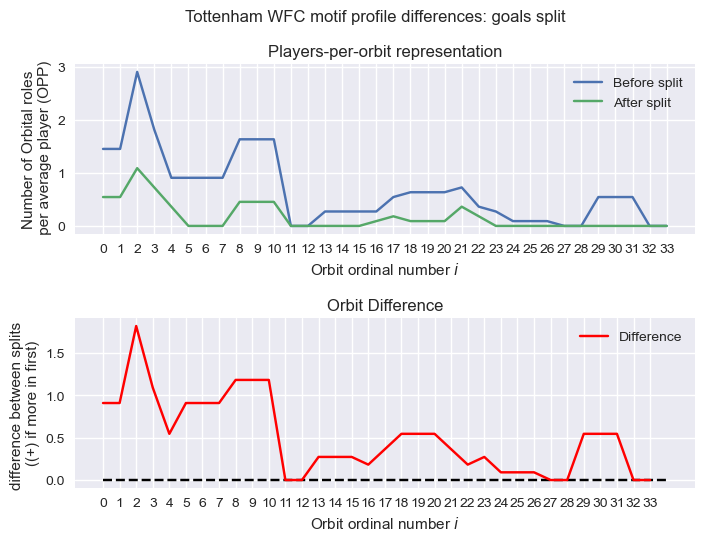 Tottenham WFC motif profile differences: goals split
Players-per-orbit representation
Number of Orbital roles
per average player (OPP)
3
2
1
0
Before split
After split
0 1 2 3 4 5 6 7 8 9 10 11 12 13 14 15 16 17 18 19 20 21 22 23 24 25 26 27 28 29 30 31 32 33
Orbit ordinal number i
Orbit Difference
difference between splits
((+) if more in first)
1.5
1.0
0.5
0.0
Difference
0 1 2 3 4 5 6 7 8 9 10 11 12 13 14 15 16 17 18 19 20 21 22 23 24 25 26 27 28 29 30 31 32 33
Orbit ordinal number i